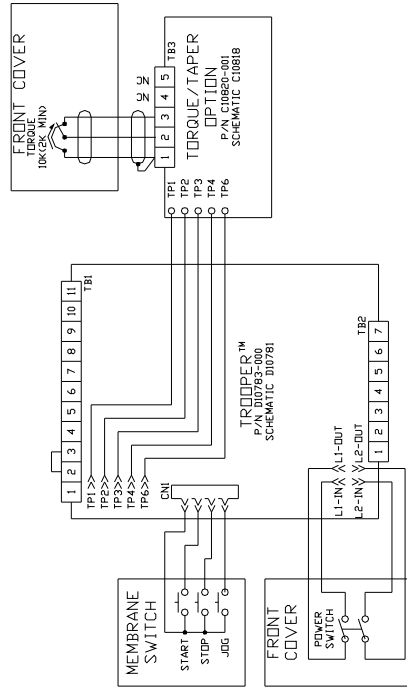 MEMBRANE
SWITCH
START
STOP
JOG
FRONT
COVER
POWER
SWITCH
1 2 3 4 5 6 7 8 9 10 11
TB1
TP1
TP2
TP3
TP4
TP6
CN1
TROOPER™
P/N D10783-000
SCHEMATIC D10781
L1-IN
L1-OUT
L2-IN
L2-OUT
TB2
1 2 3 4 5 6 7
FRONT COVER
TORQUE
10K(2K MIN)
1 2 3 4 5
TB3
TORQUE/TAPER
OPTION
P/N C10820-001
SCHEMATIC C10818
TP1
TP2
TP3
TP4
TP6